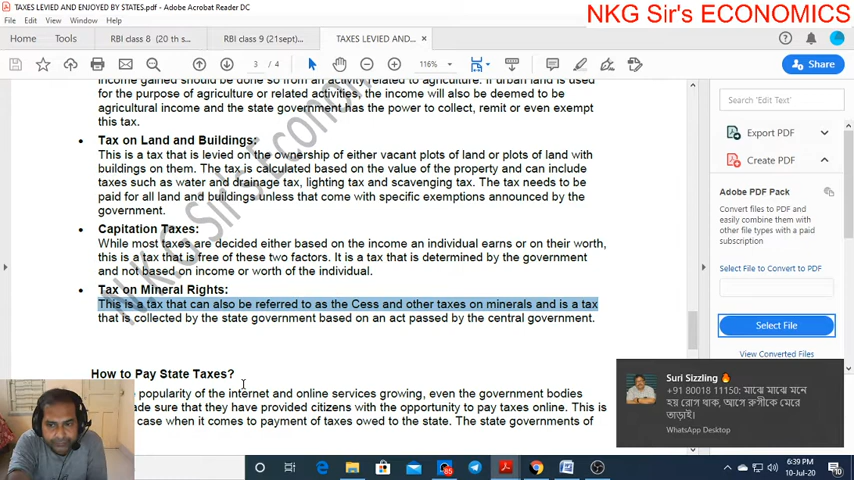 TAXES LEVIED AND ENJOYED BY STATES.pdf - Adobe Acrobat Reader DC
NKG Sir's ECONOMICS
File Edit View Window Help
Home Tools RBI class 8 (20 th s... RBI class 9 (21sept)... TAXES LEVIED AND... ×
3 / 4 116% Share
income gained should be done so from an activity related to agriculture. If urban land is used
for the purpose of agriculture or related activities, the income will also be deemed to be
agricultural income and the state government has the power to collect, remit or even exempt
this tax.
• Tax on Land and Buildings:
This is a tax that is levied on the ownership of either vacant plots of land or plots of land with
buildings on them. The tax is calculated based on the value of the property and can include
taxes such as water and drainage tax, lighting tax and scavenging tax. The tax needs to be
paid for all land and buildings unless that come with specific exemptions announced by the
government.
• Capitation Taxes:
While most taxes are decided either based on the income an individual earns or on their worth,
this is a tax that is free of these two factors. It is a tax that is determined by the government
and not based on income or worth of the individual.
• Tax on Mineral Rights:
This is a tax that can also be referred to as the Cess and other taxes on minerals and is a tax
that is collected by the state government based on an act passed by the central government.
How to Pay State Taxes?
popularity of the internet and online services growing, even the government bodies
ade sure that they have provided citizens with the opportunity to pay taxes online. This is
case when it comes to payment of taxes owed to the state. The state governments of
N.K.G Sir's Econom
Search 'Edit Text'
Export PDF
Create PDF
Adobe PDF Pack
Convert files to PDF and
easily combine them with
other file types with a paid
subscription
Select File to Convert to PDF
Select File
View Converted Files
Suri Sizzling
+91 80018 11150: মাঝে মাঝে মনে
হয় রোস থাক, আসে রুসীকে মেরে
তাড়াই।
WhatsApp Desktop
85
6:39 PM
10-Jul-20
10